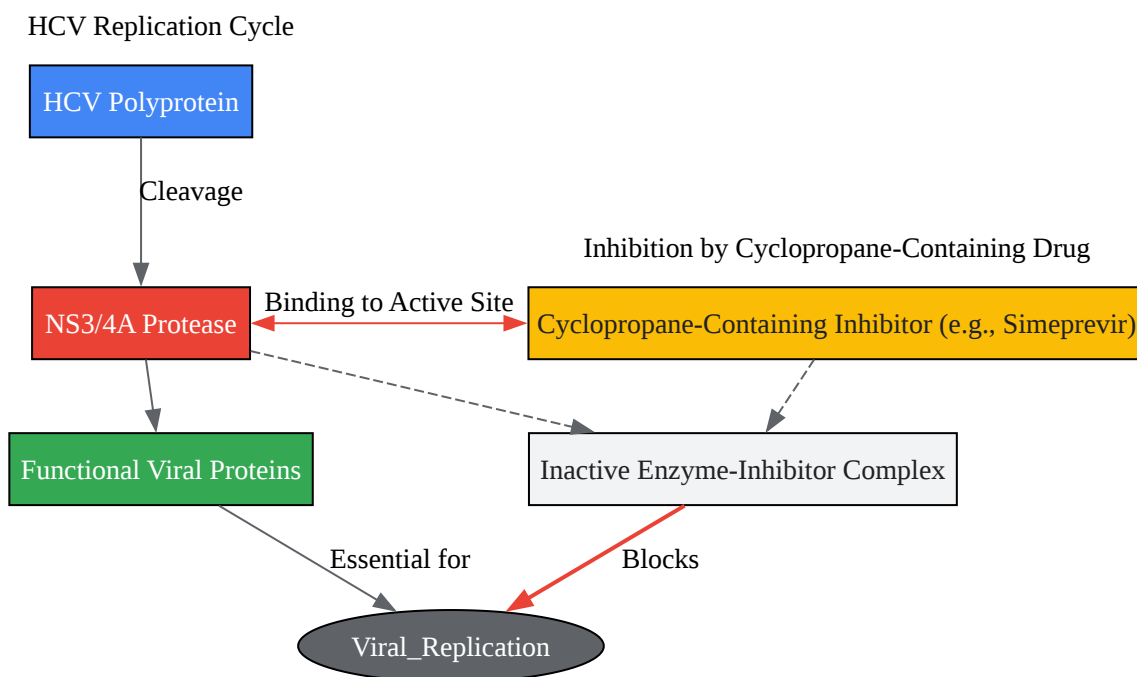 HCV Replication Cycle
HCV Polyprotein
Cleavage
Inhibition by Cyclopropane-Containing Drug
NS3/4A Protease
Binding to Active Site
Cyclopropane-Containing Inhibitor (e.g., Simeprevir)
Functional Viral Proteins
Inactive Enzyme-Inhibitor Complex
Essential for
Blocks
Viral_Replication